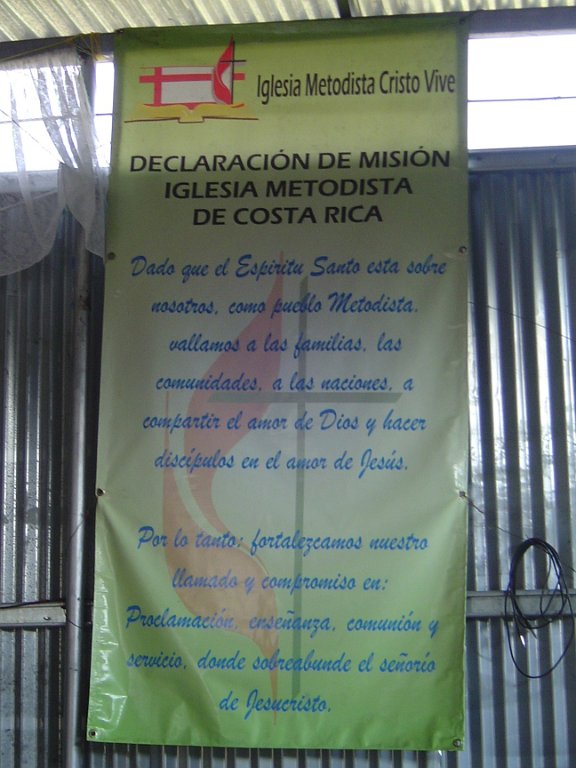 Iglesia Metodista Cristo Vive
DECLARACIÓN DE MISIÓN
IGLESIA METODISTA
DE COSTA RICA
Dado que el Espiritu Santo esta sobre
nosotros, como pueblo Metodista,
vallamos a las familias, las
comunidades, a las naciones, a
compartir el amor de Dios y hacer
discípulos en el amor de Jesús.
Por lo tanto; fortalezcamos nuestro
llamado y compromiso en:
Proclamación, enseñanza, comunión y
servicio, donde sobreabunde el señorío
de Jesucristo.